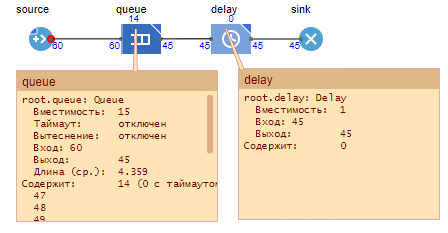 source queue delay sink
14 0
60 60 45 45 45 45
queue
root.queue: Queue
Вместимость: 15
Таймаут: отключен
Вытеснение: отключен
Вход: 60
Выход: 45
Длина (ср.): 4.359
Содержит: 14 (0 с таймаутом
47
48
49
delay
root.delay: Delay
Вместимость: 1
Вход: 45
Выход: 45
Содержит: 0